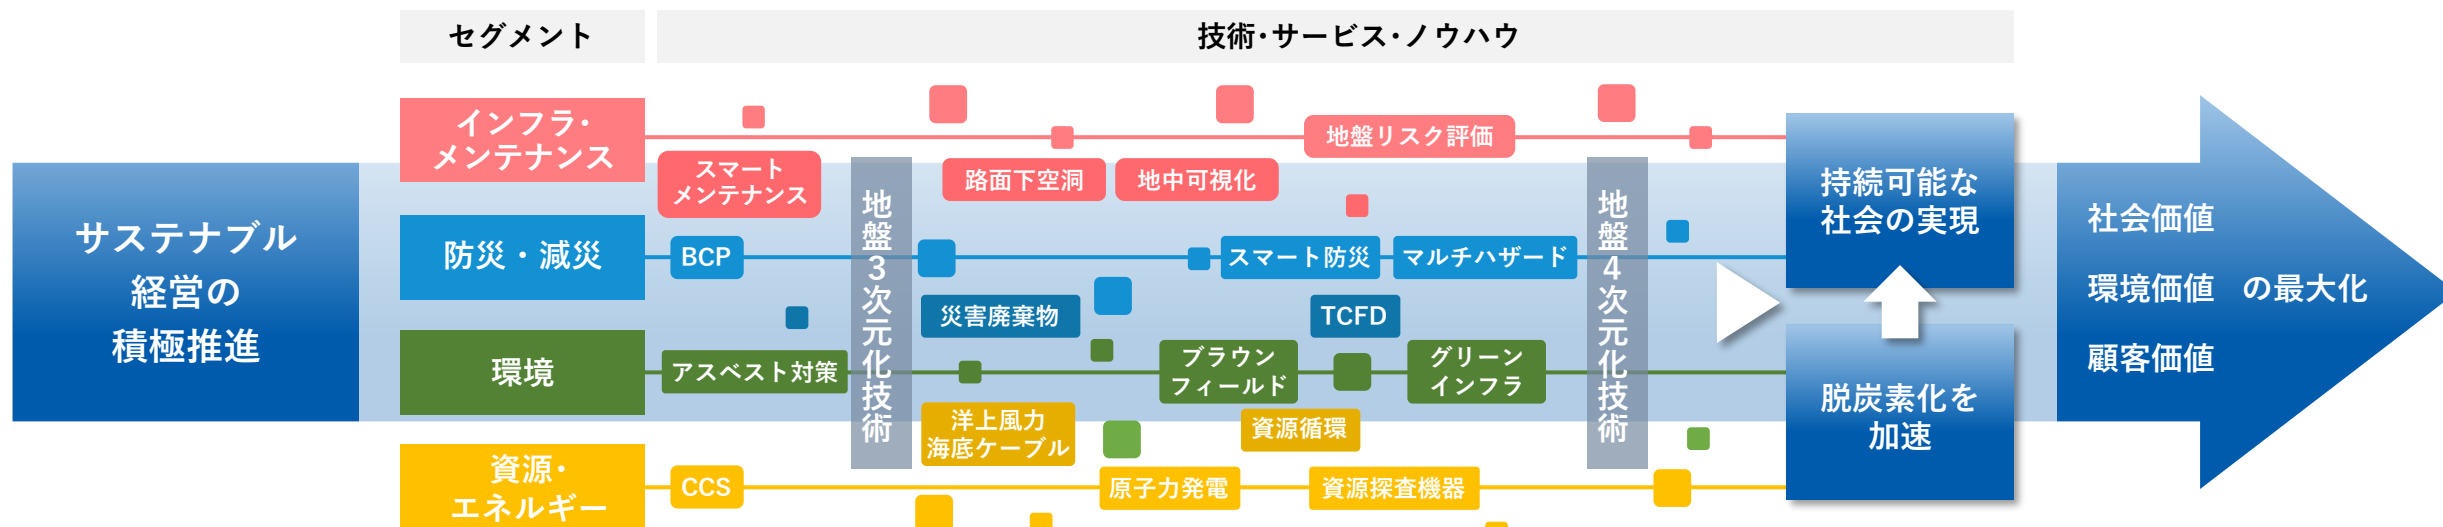 セグメント
技術・サービス・ノウハウ
サステナブル
経営の
積極推進
インフラ・
メンテナンス
地盤リスク評価
スマート
メンテナンス
路面下空洞
地中可視化
防災・減災
BCP
スマート防災
マルチハザード
災害廃棄物
TCFD
環境
アスベスト対策
ブラウン
フィールド
グリーン
インフラ
洋上風力
海底ケーブル
資源循環
資源・
エネルギー
CCS
原子力発電
資源探査機器
地盤3次元化技術
地盤4次元化技術
持続可能な
社会の実現
脱炭素化を
加速
社会価値
環境価値 の最大化
顧客価値